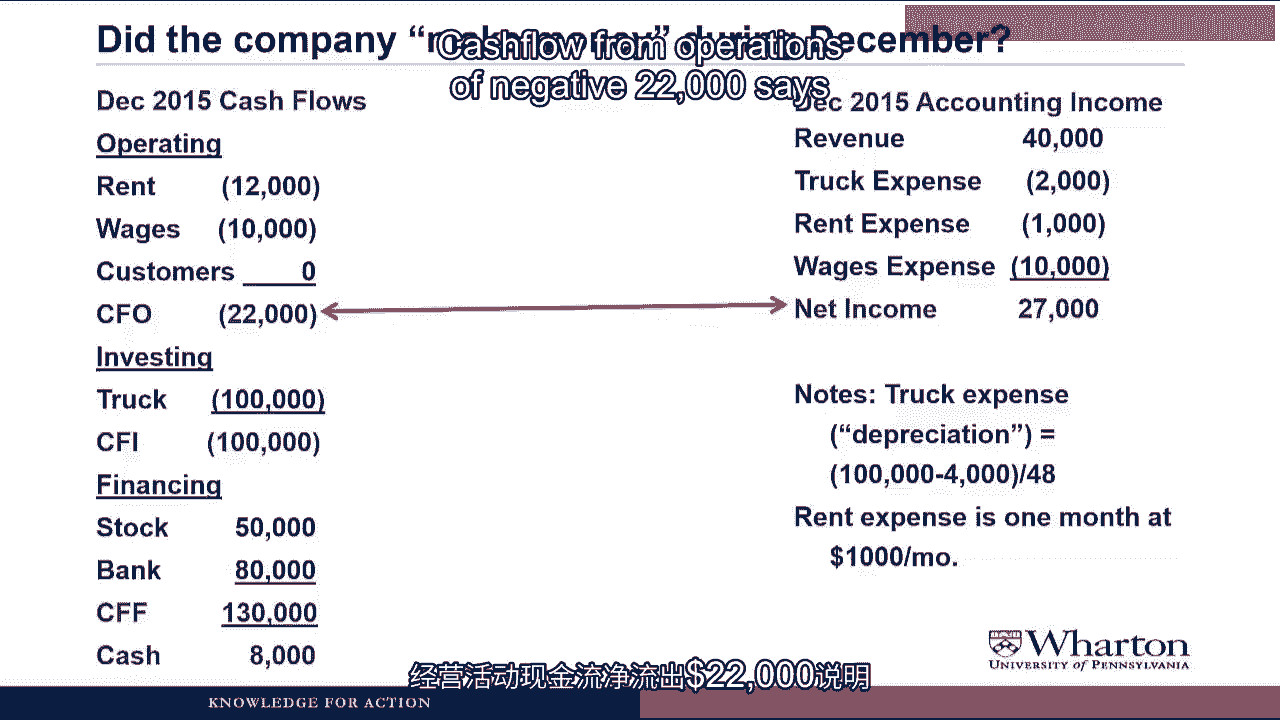 Did the company “make money” during December?
Cashflow from operations
of negative 22,000 says
Dec 2015 Cash Flows
Operating
Rent (12,000)
Wages (10,000)
Customers 0
CFO (22,000)
Investing
Truck (100,000)
CFI (100,000)
Financing
Stock 50,000
Bank 80,000
CFF 130,000
Cash 8,000
Dec 2015 Accounting Income
Revenue 40,000
Truck Expense (2,000)
Rent Expense (1,000)
Wages Expense (10,000)
Net Income 27,000
Notes: Truck expense
(“depreciation”) =
(100,000-4,000)/48
Rent expense is one month at
$1000/mo.
Wharton
UNIVERSITY of PENNSYLVANIA
经营活动现金流净流出$22,000说明
KNOWLEDGE FOR ACTION